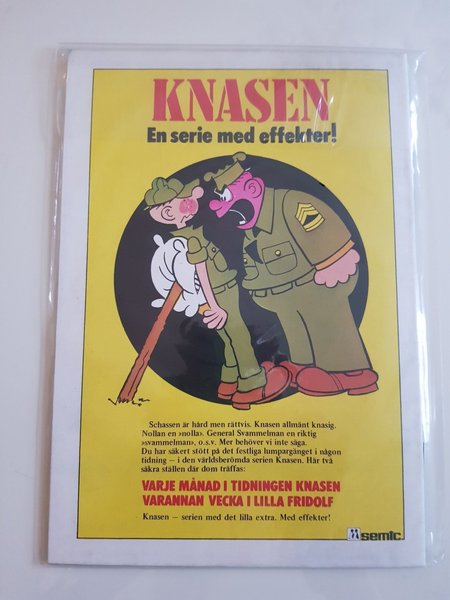 KNASEN
En serie med effekter!
Schassen är hård men rättvis. Knasen allmänt knasig.
Nollan en »nolla». General Svammelman en riktig
»svammelman», o.s.v. Mer behöver vi inte säga.
Du har säkert stött på det festliga lumpargänget i någon
tidning – i den världsberömda serien Knasen. Här två
säkra ställen där dom träffas:
VARJE MÅNAD I TIDNINGEN KNASEN
VARANNAN VECKA I LILLA FRIDOLF
Knasen – serien med det lilla extra. Med effekter!
semic